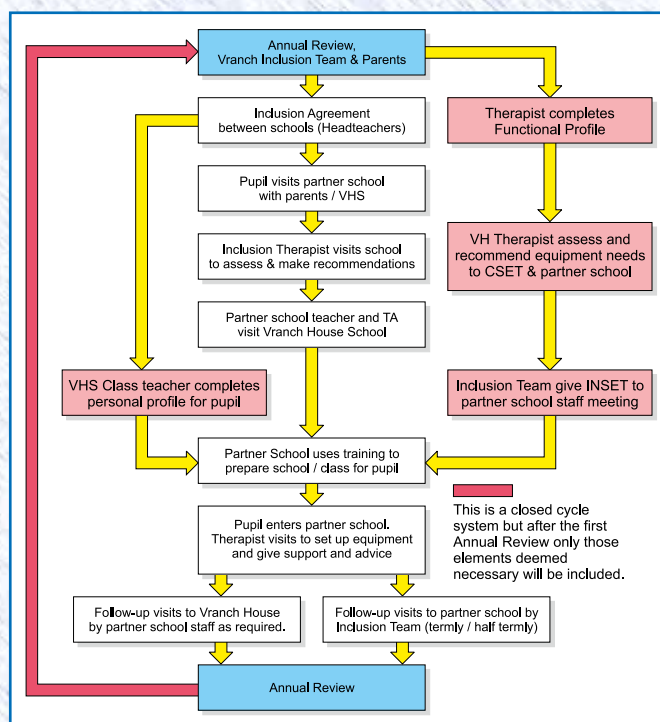 Annual Review,
Vranch Inclusion Team & Parents
Inclusion Agreement
between schools (Headteachers)
Therapist completes
Functional Profile
Pupil visits partner school
with parents / VHS
Inclusion Therapist visits school
to assess & make recommendations
VH Therapist assess and
recommend equipment needs
to CSET & partner school
Partner school teacher and TA
visit Vranch House School
VHS Class teacher completes
personal profile for pupil
Inclusion Team give INSET to
partner school staff meeting
Partner School uses training to
prepare school / class for pupil
This is a closed cycle
system but after the first
Annual Review only those
elements deemed
necessary will be included.
Pupil enters partner school.
Therapist visits to set up equipment
and give support and advice
Follow-up visits to Vranch House
by partner school staff as required.
Follow-up visits to partner school by
Inclusion Team (termly / half termly)
Annual Review